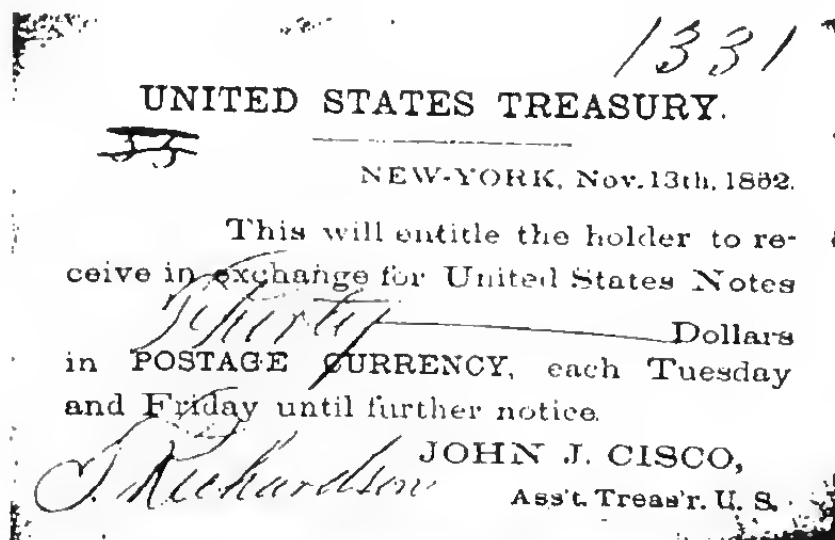 1331
UNITED STATES TREASURY.
NEW-YORK, Nov. 13th, 1862.
This will entitle the holder to re-
ceive in exchange for United States Notes
Thirty Dollars
in POSTAGE CURRENCY, each Tuesday
and Friday until further notice.
J. Richardson
JOHN J. CISCO,
Ass't. Treas'r. U. S.